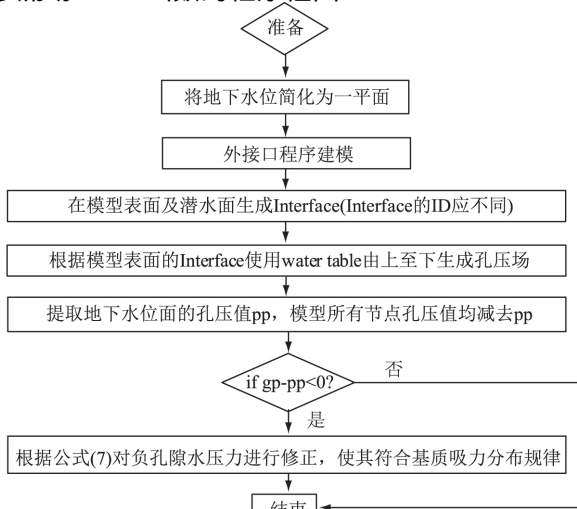 准备
将地下水位简化为一平面
外接口程序建模
在模型表面及潜水面生成Interface(Interface的ID应不同)
根据模型表面的Interface使用water table由上至下生成孔压场
提取地下水位面的孔压值pp，模型所有节点孔压值均减去pp
if gp-pp<0?
否
是
根据公式(7)对负孔隙水压力进行修正，使其符合基质吸力分布规律
结束